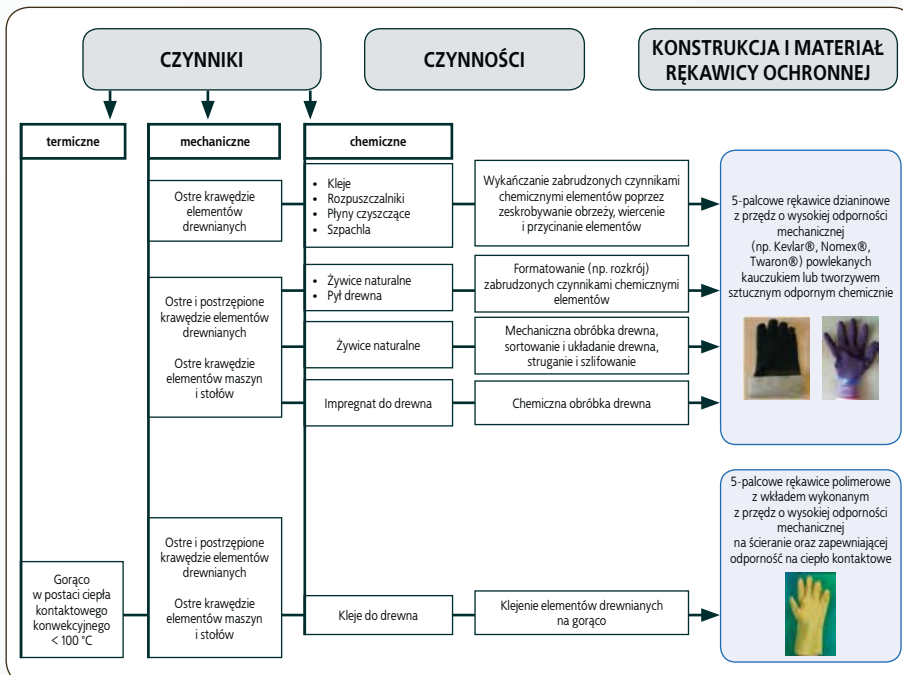 CZYNNIKI
CZYNNOŚCI
KONSTRUKCJA I MATERIAŁ
RĘKAWICY OCHRONNEJ
termiczne
mechaniczne
chemiczne
Ostre krawędzie
elementów
drewnianych
• Kleje
• Rozpuszczalniki
• Płyny czyszczące
• Szpachla
Wykańczanie zabrudzonych czynnikami
chemicznymi elementów poprzez
zeskrobywanie obrzeży, wiercenie
i przycinanie elementów
5-palcowe rękawice dzianinowe
z przędz o wysokiej odporności
mechanicznej
(np. Kevlar®, Nomex®,
Twaron®) powlekanych
kauczukiem lub tworzywem
sztucznym odpornym chemicznie
Ostre i postrzępione
krawędzie elementów
drewnianych
Ostre krawędzie
elementów maszyn
i stołów
• Żywice naturalne
• Pył drewna
Formatowanie (np. rozkrój)
zabrudzonych czynnikami chemicznymi
elementów
Żywice naturalne
Mechaniczna obróbka drewna,
sortowanie i układanie drewna,
struganie i szlifowanie
Impregnat do drewna
Chemiczna obróbka drewna
Gorąco
w postaci ciepła
kontaktowego
konwekcyjnego
< 100 °C
Ostre i postrzępione
krawędzie elementów
drewnianych
Ostre krawędzie
elementów maszyn
i stołów
Kleje do drewna
Klejenie elementów drewnianych
na gorąco
5-palcowe rękawice polimerowe
z wkładem wykonanym
z przędz o wysokiej odporności
mechanicznej
na ścieranie oraz zapewniającej
odporność na ciepło kontaktowe